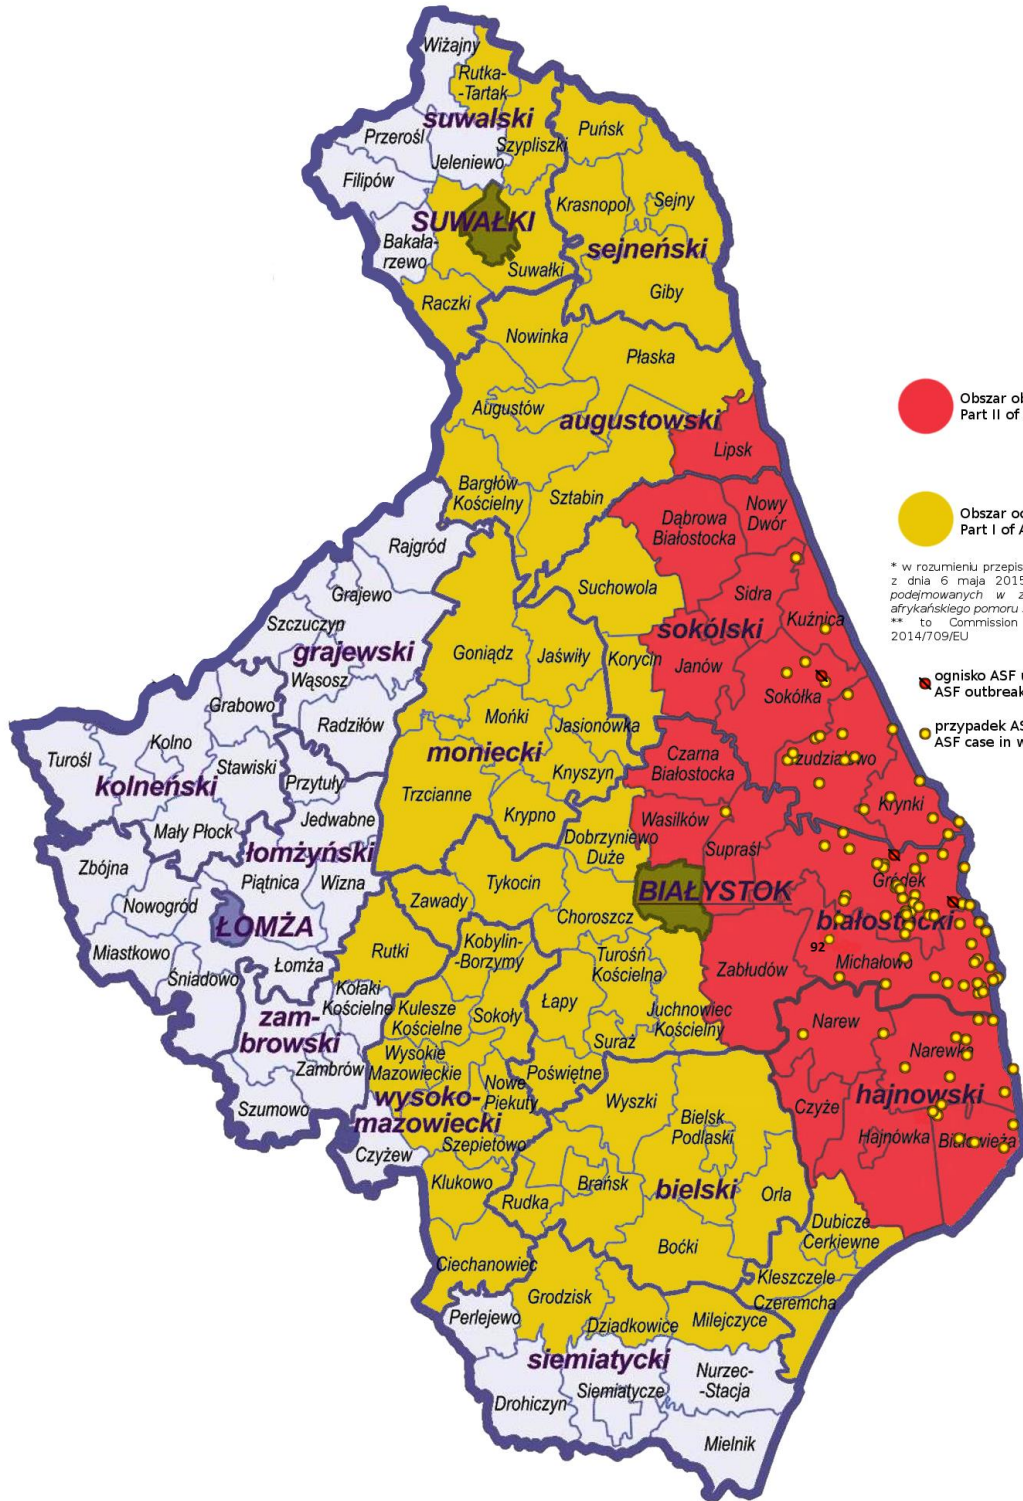 Wiżajny
Rutka-
-Tartak
suwalski
Przerośl
Szypliszki
Puńsk
Jeleniewo
Filipów
Krasnopol
Sejny
SUWAŁKI
Bakała-
rzewo
sejneński
Suwałki
Raczki
Giby
Nowinka
Płaska
Augustów
augustowski
Lipsk
Bargłów
Kościelny
Sztabin
Dąbrowa
Białostocka
Nowy
Dwór
Rajgród
Suchowola
Sidra
Grajewo
Kuźnica
Szczuczyn
sokólski
grajewski
Goniądz
Jaświły
Korycin
Janów
Wąsosz
Sokółka
Grabowo
Radziłów
Mońki
Jasionówka
Kolno
moniecki
Czarna
Białostocka
Turośl
Stawiski
kolneński
Przytuły
Trzcianne
Knyszyn
Krynki
Jedwabne
Krypno
Wasilków
Mały Płock
Dobrzyniewo
Duże
Supraśl
łomżyński
Zbójna
Piątnica
Wizna
Tykocin
Gródek
BIAŁYSTOK
Nowogród
Zawady
ŁOMŻA
Choroszcz
białostocki
Miastkowo
Rutki
Kobylin-
-Borzymy
92
Turośń
Kościelna
Michałowo
Łomża
Zabłudów
Śniadowo
Kołaki
Kościelne
Kulesze
Kościelne
Sokoły
Łapy
Juchnowiec
Kościelny
zam-
browski
Narew
Suraż
Wysokie
Mazowieckie
Narewka
Zambrów
Poświętne
Nowe
Piekuty
wysoko-
mazowiecki
Wyszki
hajnowski
Szumowo
Bielsk
Podlaski
Czyże
Szepietowo
Hajnówka
Białowieża
Czyżew
Klukowo
Rudka
Brańsk
bielski
Orla
Dubicze
Cerkiewne
Boćki
Ciechanowiec
Kleszczele
Grodzisk
Czeremcha
Perlejewo
Dziadkowice
Milejczyce
siemiatycki
Nurzec-
-Stacja
Siemiatycze
Drohiczyn
Mielnik
Obszar
Part II of
Obszar
Part I of
* w rozumieniu
z dnia 6 maja 2015
podejmowanych w
afrykańskiego pomoru
** to Commission
2014/709/EU
ognisko ASF
ASF outbreak
przypadek
ASF case in